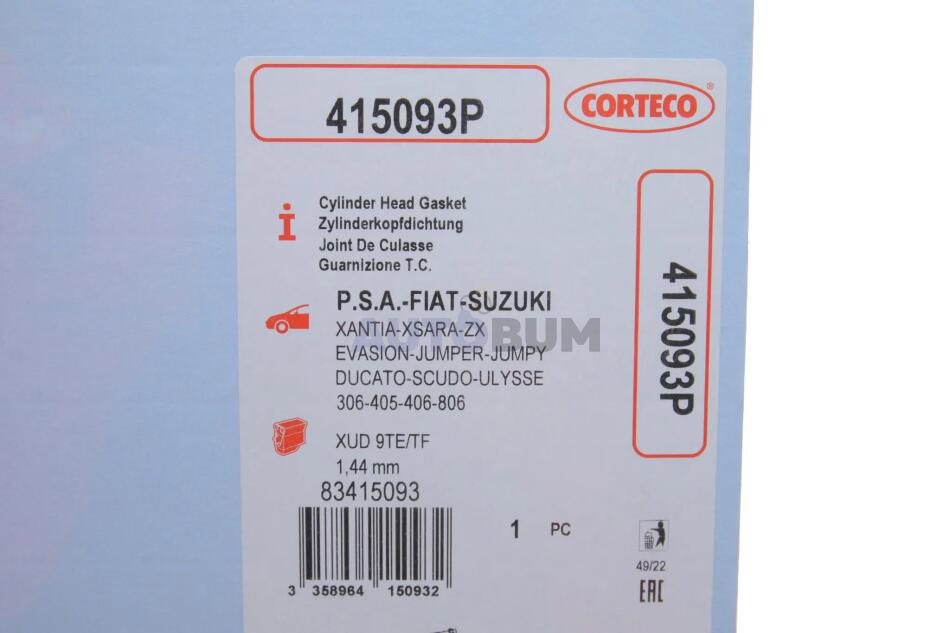 415093P
CORTECO®
415093P
i
Cylinder Head Gasket
Zylinderkopfdichtung
Joint De Culasse
Guarnizione T.C.
P.S.A.-FIAT-SUZUKI
XANTIA-XSARA-ZX
AUTOBUM
EVASION-JUMPER-JUMPY
DUCATO-SCUDO-ULYSSE
306-405-406-806
XUD 9TE/TF
1,44 mm
83415093
1 PC
3 358964 150932
49/22
EAC